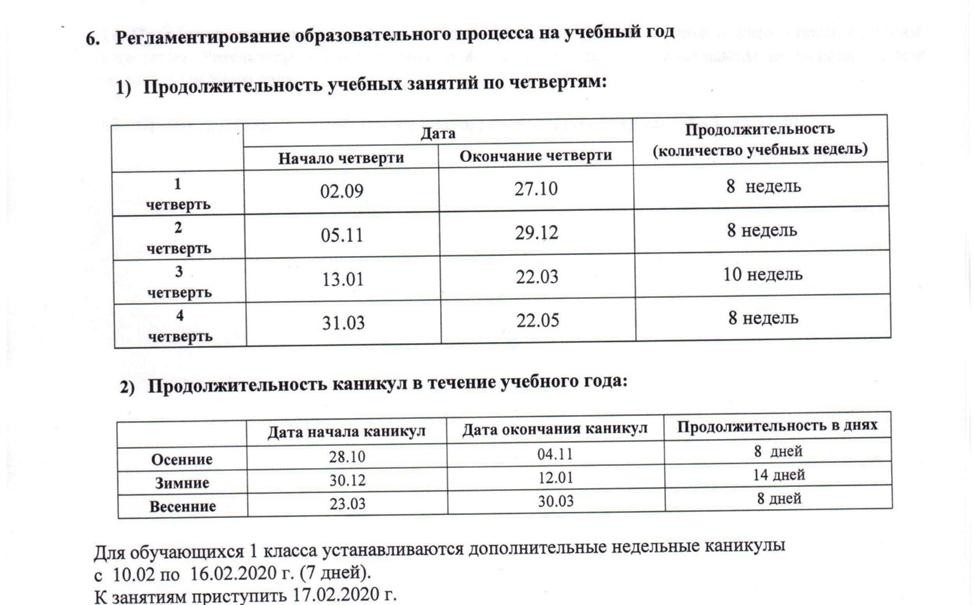 6. Регламентирование образовательного процесса на учебный год
1) Продолжительность учебных занятий по четвертям:
Дата
Продолжительность (количество учебных недель)
Начало четверти Окончание четверти
1 четверть 02.09 27.10 8 недель
2 четверть 05.11 29.12 8 недель
3 четверть 13.01 22.03 10 недель
4 четверть 31.03 22.05 8 недель
2) Продолжительность каникул в течение учебного года:
Дата начала каникул Дата окончания каникул Продолжительность в днях
Осенние 28.10 04.11 8 дней
Зимние 30.12 12.01 14 дней
Весенние 23.03 30.03 8 дней
Для обучающихся 1 класса устанавливаются дополнительные недельные каникулы
с 10.02 по 16.02.2020 г. (7 дней).
К занятиям приступить 17.02.2020 г.